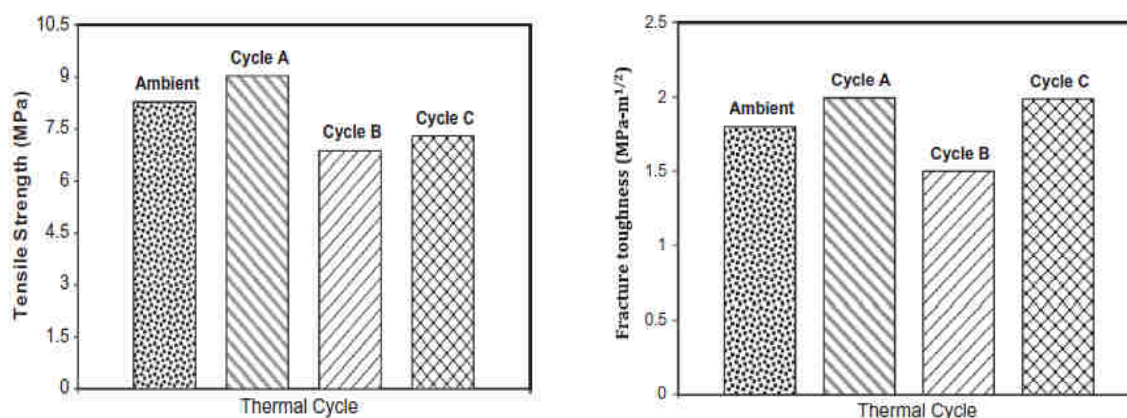 Tensile Strength (MPa)
10.5
9
7.5
6
4.5
3
1.5
0
Ambient
Cycle A
Cycle B
Cycle C
Thermal Cycle
Fracture toughness (MPa-m^1/2)
2.5
2
1.5
1
0.5
0
Ambient
Cycle A
Cycle B
Cycle C
Thermal Cycle